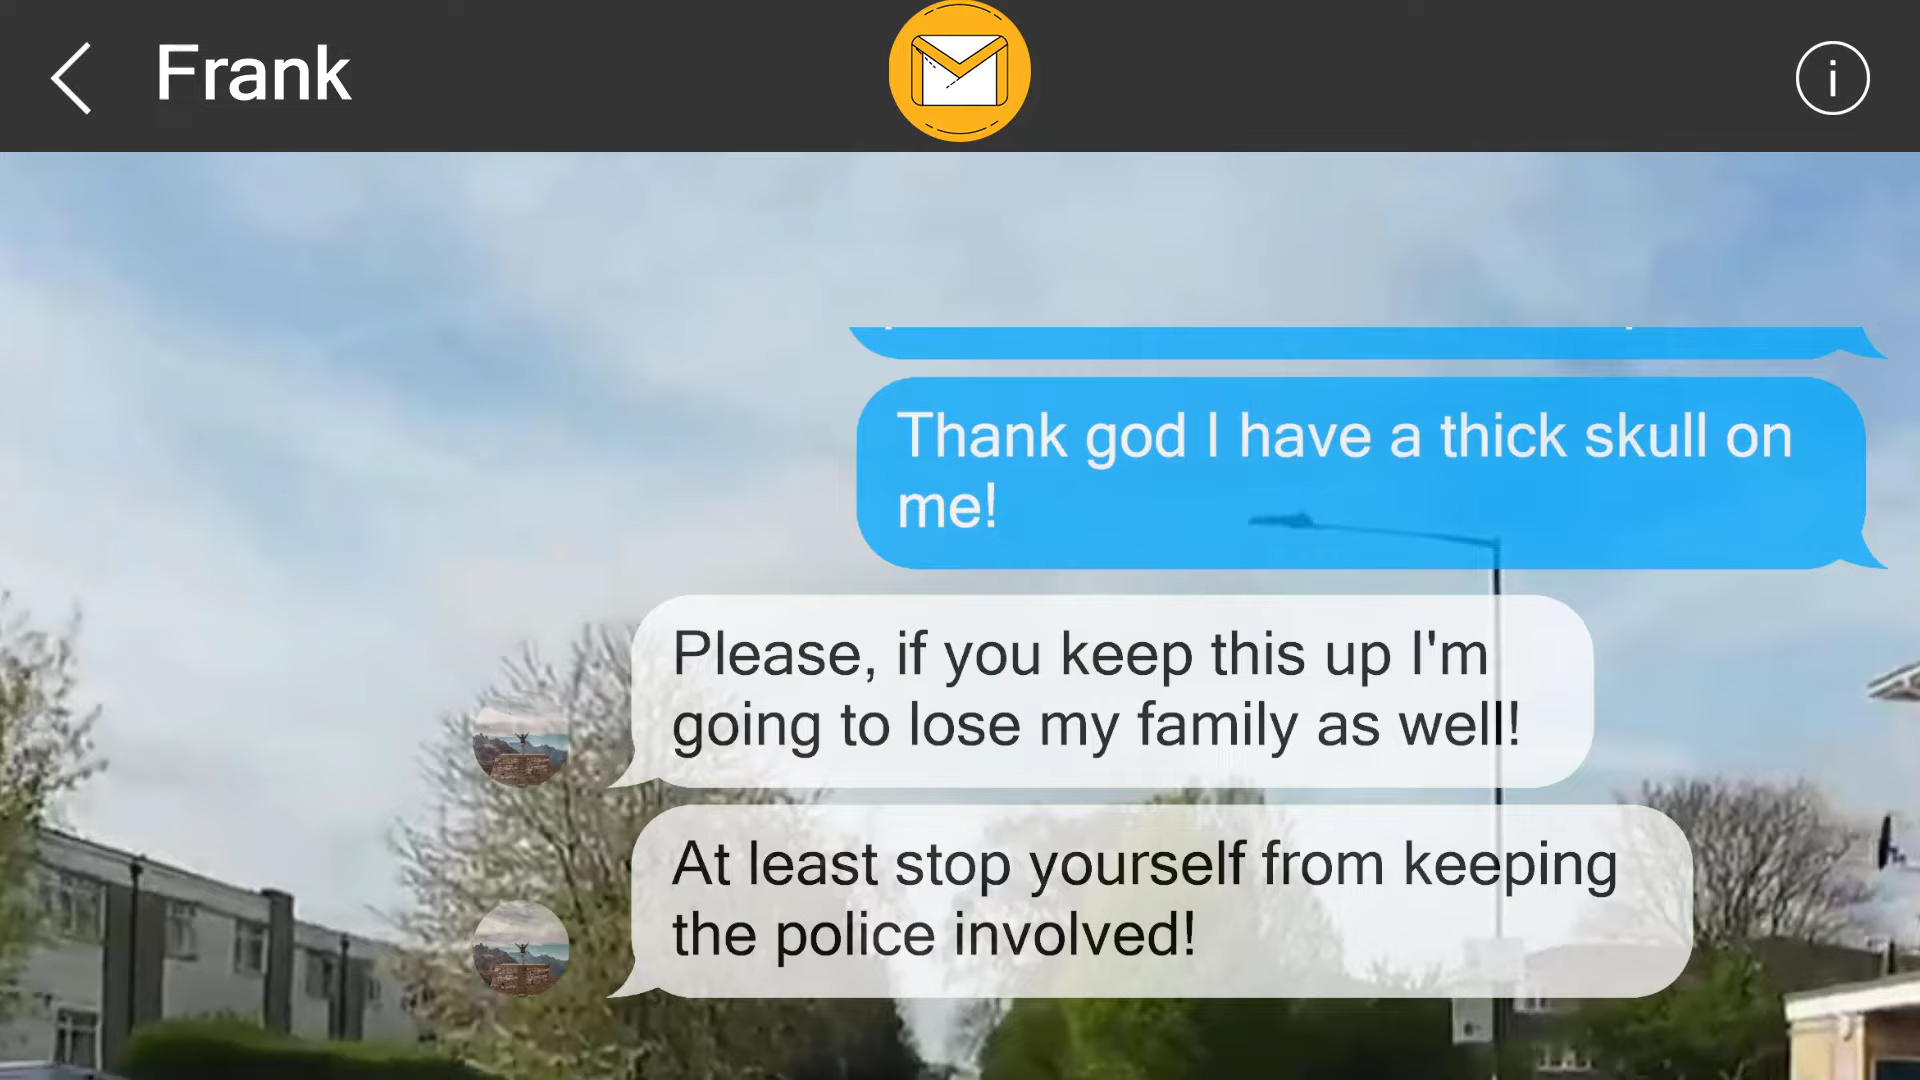 Frank
i
Thank god I have a thick skull on
me!
Please, if you keep this up I'm
going to lose my family as well!
At least stop yourself from keeping
the police involved!